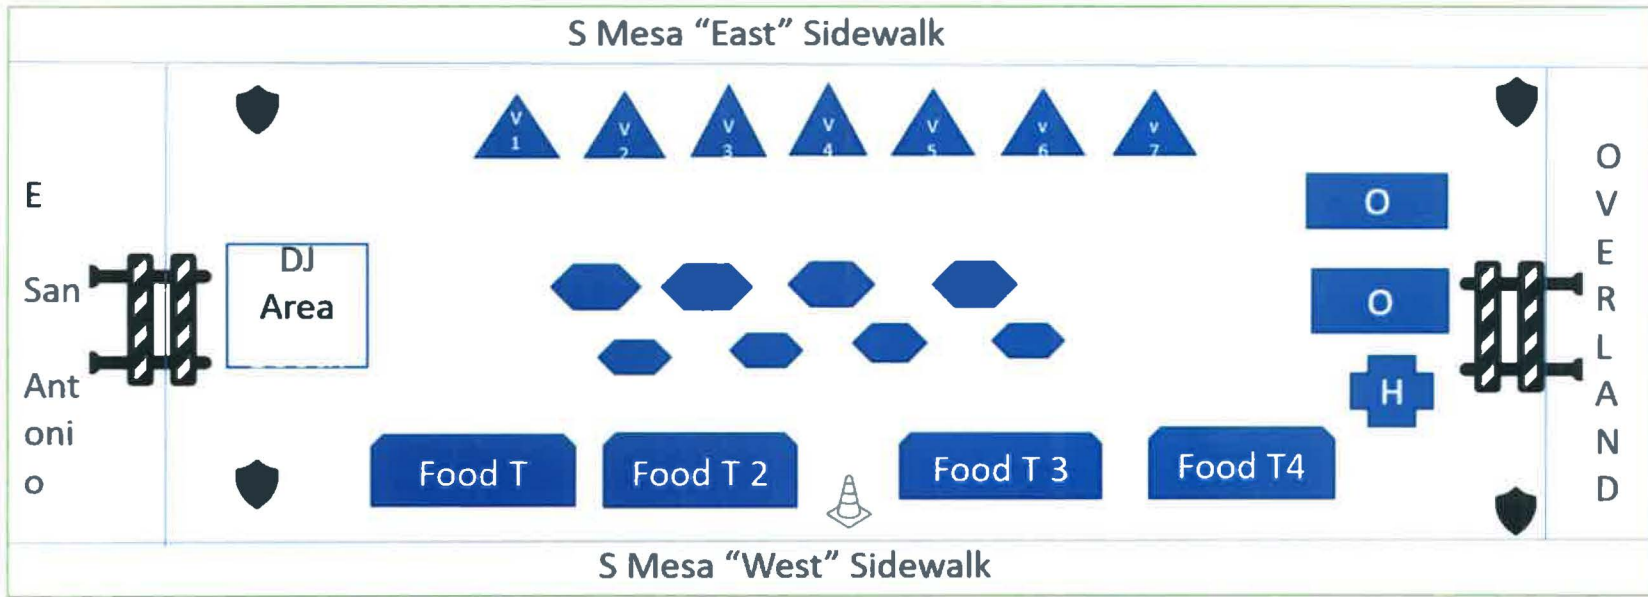 S Mesa “East” Sidewalk
V
1
V
2
V
3
V
4
V
5
v
6
v
7
E
San
Ant
oni
o
DJ
Area
O
O
H
O
V
E
R
L
A
N
D
Food T
Food T 2
Food T 3
Food T4
S Mesa “West” Sidewalk